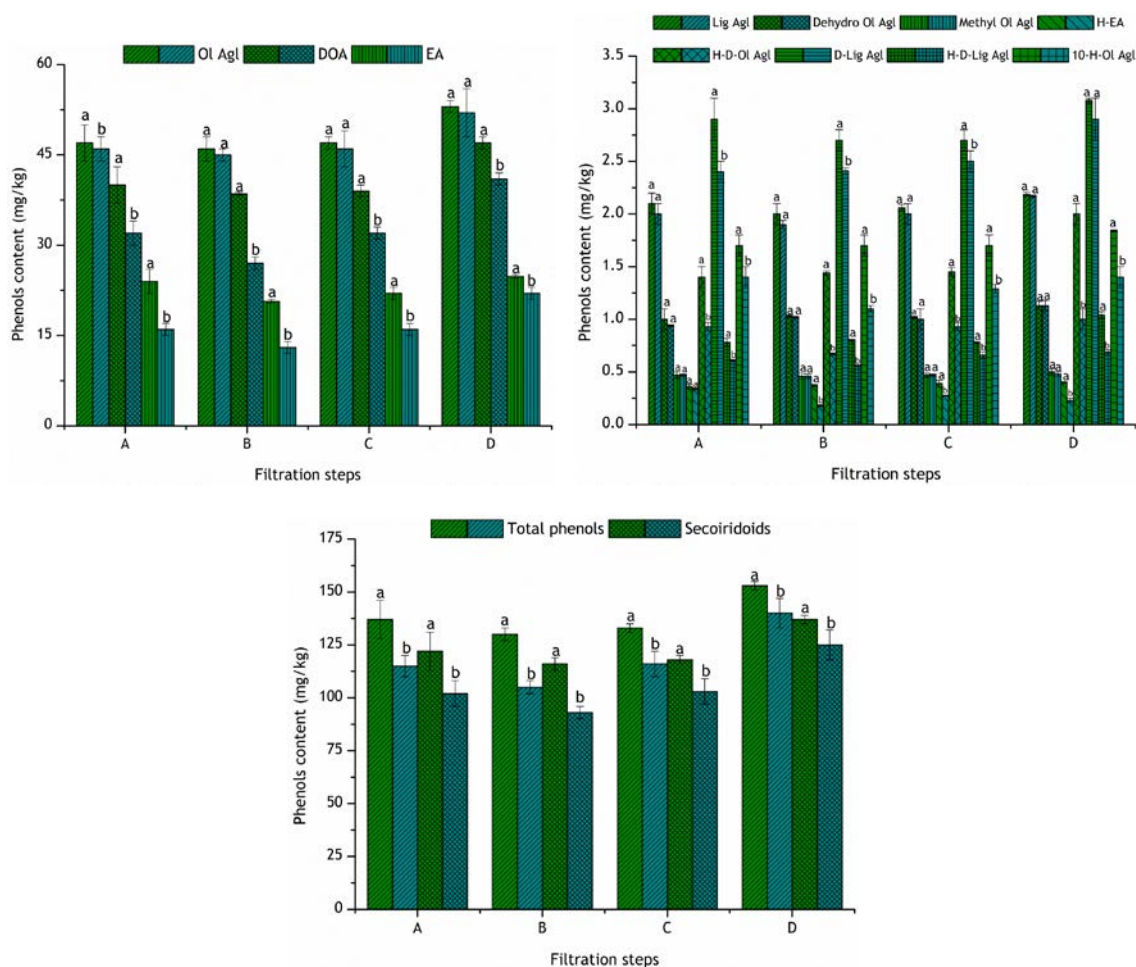 Ol Agl DOA EA
60
45
30
15
0
Phenols content (mg/kg)
a b a b a b
a a a b a b
a a a b a b
a a a b a b
A B C D
Filtration steps
Lig Agl Dehydro Ol Agl Methyl Ol Agl H-EA
H-D-Ol Agl D-Lig Agl H-D-Lig Agl 10-H-Ol Agl
3.5
3.0
2.5
2.0
1.5
1.0
0.5
0.0
Phenols content (mg/kg)
A B C D
Filtration steps
Total phenols Secoiridoids
175
150
125
100
75
50
25
0
Phenols content (mg/kg)
a b a b
a b a b
a b a b
a b a b
A B C D
Filtration steps